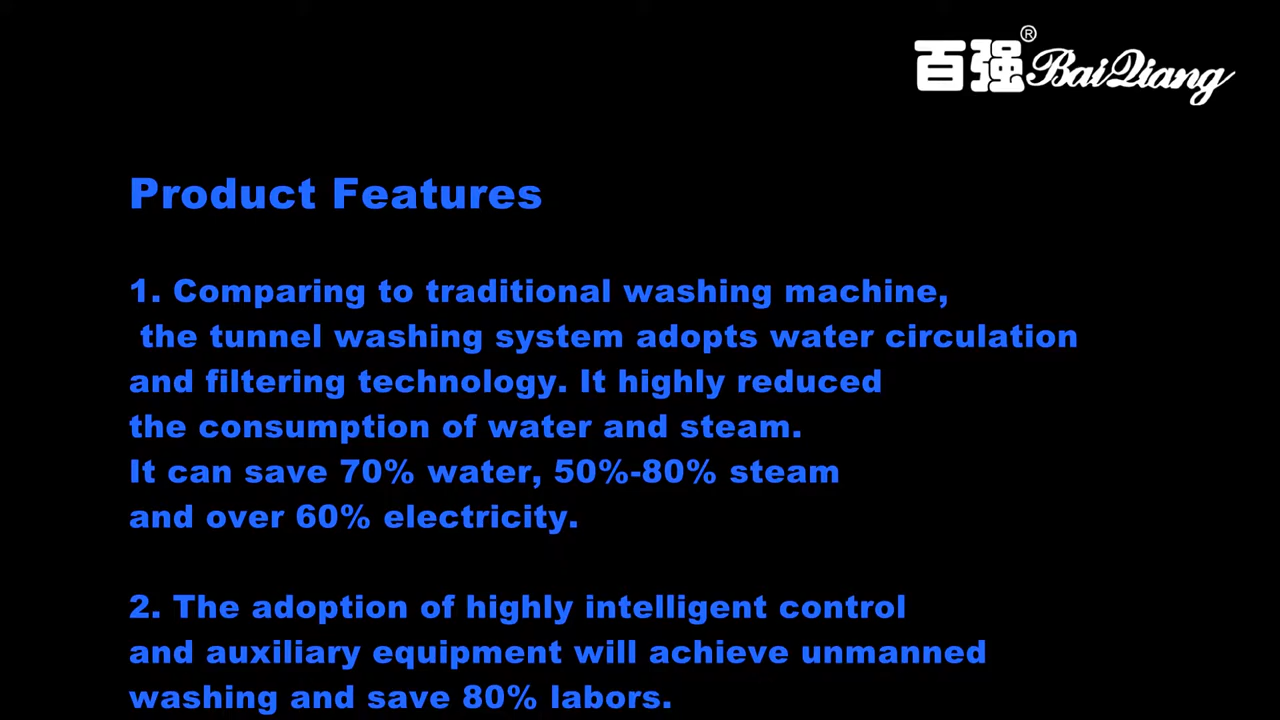 百强® BaiQiang
Product Features
1. Comparing to traditional washing machine,
the tunnel washing system adopts water circulation
and filtering technology. It highly reduced
the consumption of water and steam.
It can save 70% water, 50%-80% steam
and over 60% electricity.
2. The adoption of highly intelligent control
and auxiliary equipment will achieve unmanned
washing and save 80% labors.